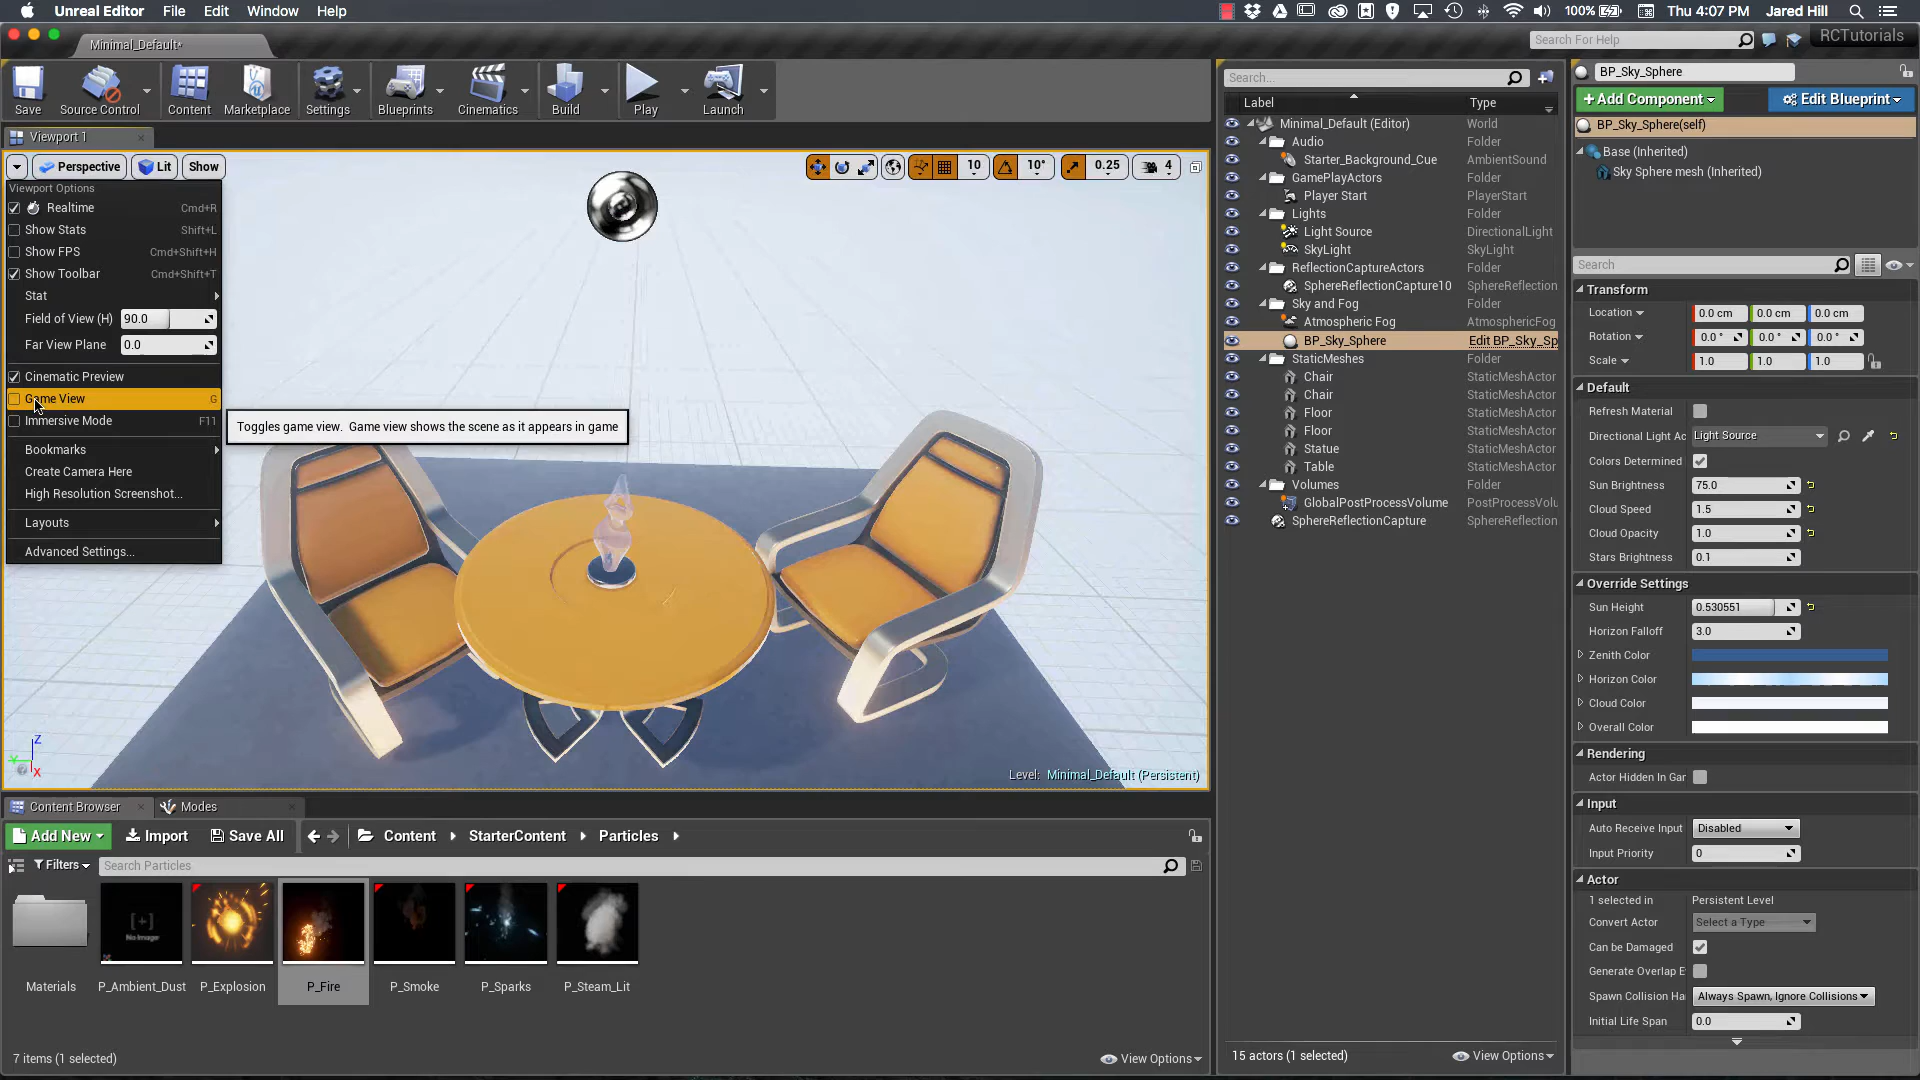 Unreal Editor File Edit Window Help
100% Thu 4:07 PM Jared Hill
Minimal_Default*
Search For Help
RCTutorials
Save Source Control Content Marketplace Settings Blueprints Cinematics Build Play Launch
Viewport 1
Perspective Lit Show
10 10° 0.25 4
Viewport Options
Realtime Cmd+R
Show Stats Shift+L
Show FPS Cmd+Shift+H
Show Toolbar Cmd+Shift+T
Stat
Field of View (H) 90.0
Far View Plane 0.0
Cinematic Preview
Game View G
Immersive Mode F11
Bookmarks
Create Camera Here
High Resolution Screenshot...
Layouts
Advanced Settings...
Toggles game view. Game view shows the scene as it appears in game
Z
Y
X
Level: Minimal_Default (Persistent)
Content Browser Modes
Add New Import Save All Content StarterContent Particles
Filters Search Particles
[+]
No Image
Materials P_Ambient_Dust P_Explosion P_Fire P_Smoke P_Sparks P_Steam_Lit
7 items (1 selected) View Options
Search...
Label Type
Minimal_Default (Editor) World
Audio Folder
Starter_Background_Cue AmbientSound
GamePlayActors Folder
Player Start PlayerStart
Lights Folder
Light Source DirectionalLight
SkyLight SkyLight
ReflectionCaptureActors Folder
SphereReflectionCapture10 SphereReflection
Sky and Fog Folder
Atmospheric Fog AtmosphericFog
BP_Sky_Sphere Edit BP_Sky_Sp
StaticMeshes Folder
Chair StaticMeshActor
Chair StaticMeshActor
Floor StaticMeshActor
Floor StaticMeshActor
Statue StaticMeshActor
Table StaticMeshActor
Volumes Folder
GlobalPostProcessVolume PostProcessVolu
SphereReflectionCapture SphereReflection
15 actors (1 selected) View Options
BP_Sky_Sphere
+Add Component Edit Blueprint
BP_Sky_Sphere(self)
Base (Inherited)
Sky Sphere mesh (Inherited)
Search
Transform
Location 0.0 cm 0.0 cm 0.0 cm
Rotation 0.0 ° 0.0 ° 0.0 °
Scale 1.0 1.0 1.0
Default
Refresh Material
Directional Light Ac Light Source
Colors Determined
Sun Brightness 75.0
Cloud Speed 1.5
Cloud Opacity 1.0
Stars Brightness 0.1
Override Settings
Sun Height 0.530551
Horizon Falloff 3.0
Zenith Color
Horizon Color
Cloud Color
Overall Color
Rendering
Actor Hidden In Gar
Input
Auto Receive Input Disabled
Input Priority 0
Actor
1 selected in Persistent Level
Convert Actor Select a Type
Can be Damaged
Generate Overlap E
Spawn Collision Ha Always Spawn, Ignore Collisions
Initial Life Span 0.0